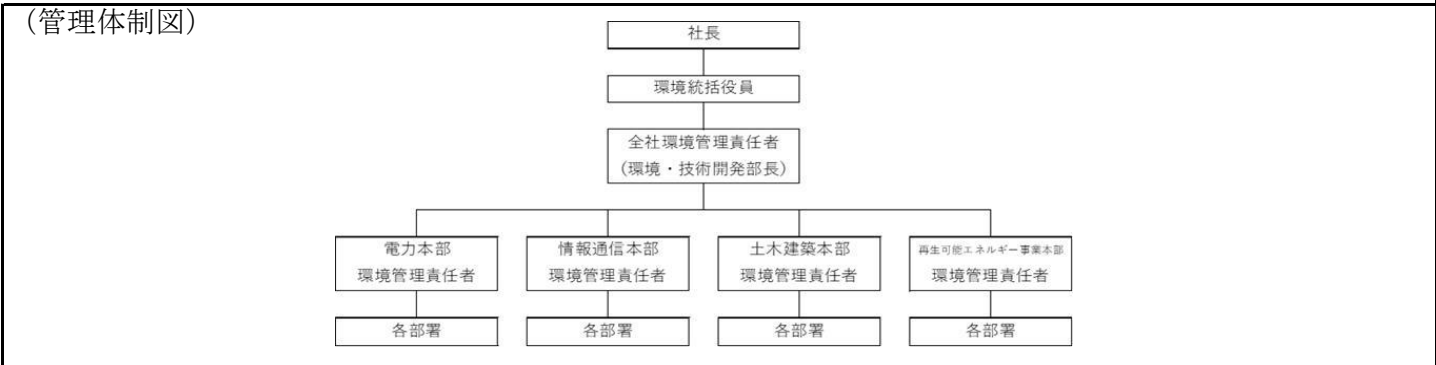 (管理体制図)
社長
環境統括役員
全社環境管理責任者
(環境・技術開発部長)
電力本部
環境管理責任者
情報通信本部
環境管理責任者
土木建築本部
環境管理責任者
再生可能エネルギー事業本部
環境管理責任者
各部署
各部署
各部署
各部署